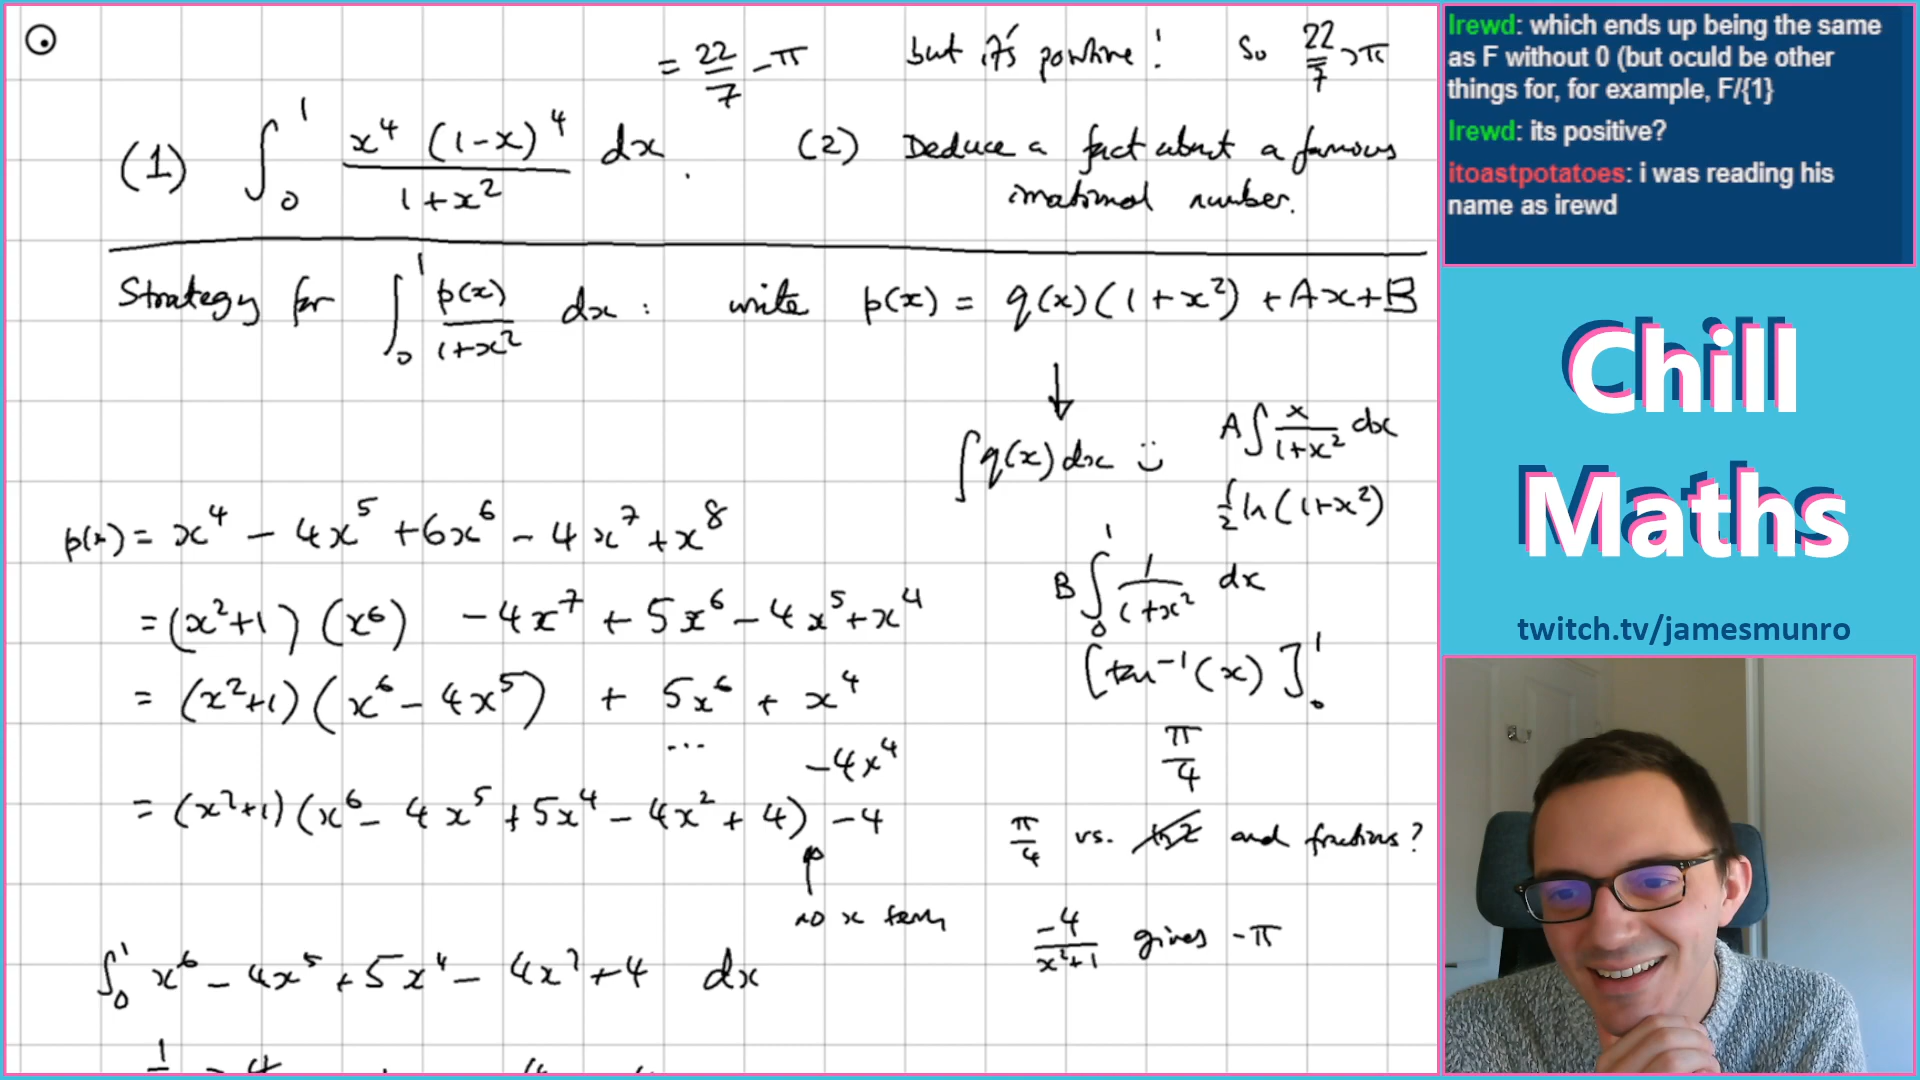 = 22/7 - π but it's positive! So 22/7 > π
(1) ∫₀¹ x⁴ (1-x)⁴ / 1+x² dx. (2) Deduce a fact about a famous
irrational number.
Strategy for ∫₀¹ p(x)/1+x² dx : write p(x) = q(x)(1+x²) + Ax+B
↓
∫q(x)dx :) A∫ x/1+x² dx
½ ln(1+x²)
p(x) = x⁴ - 4x⁵ + 6x⁶ - 4x⁷ + x⁸
B∫₀¹ 1/1+x² dx
= (x²+1)(x⁶) - 4x⁷ + 5x⁶ - 4x⁵ + x⁴
[tan⁻¹(x)]₀¹
= (x²+1)(x⁶ - 4x⁵) + 5x⁶ + x⁴
... -4x⁴
π/4
= (x²+1)(x⁶ - 4x⁵ + 5x⁴ - 4x² + 4) - 4
π/4 vs. ln 2 and fractions?
no x term
-4/x²+1 gives -π
∫₀¹ x⁶ - 4x⁵ + 5x⁴ - 4x² + 4 dx
lrewd: which ends up being the same
as F without 0 (but oculd be other
things for, for example, F/{1}
lrewd: its positive?
itoastpotatoes: i was reading his
name as irewd
Chill
Maths
twitch.tv/jamesmunro